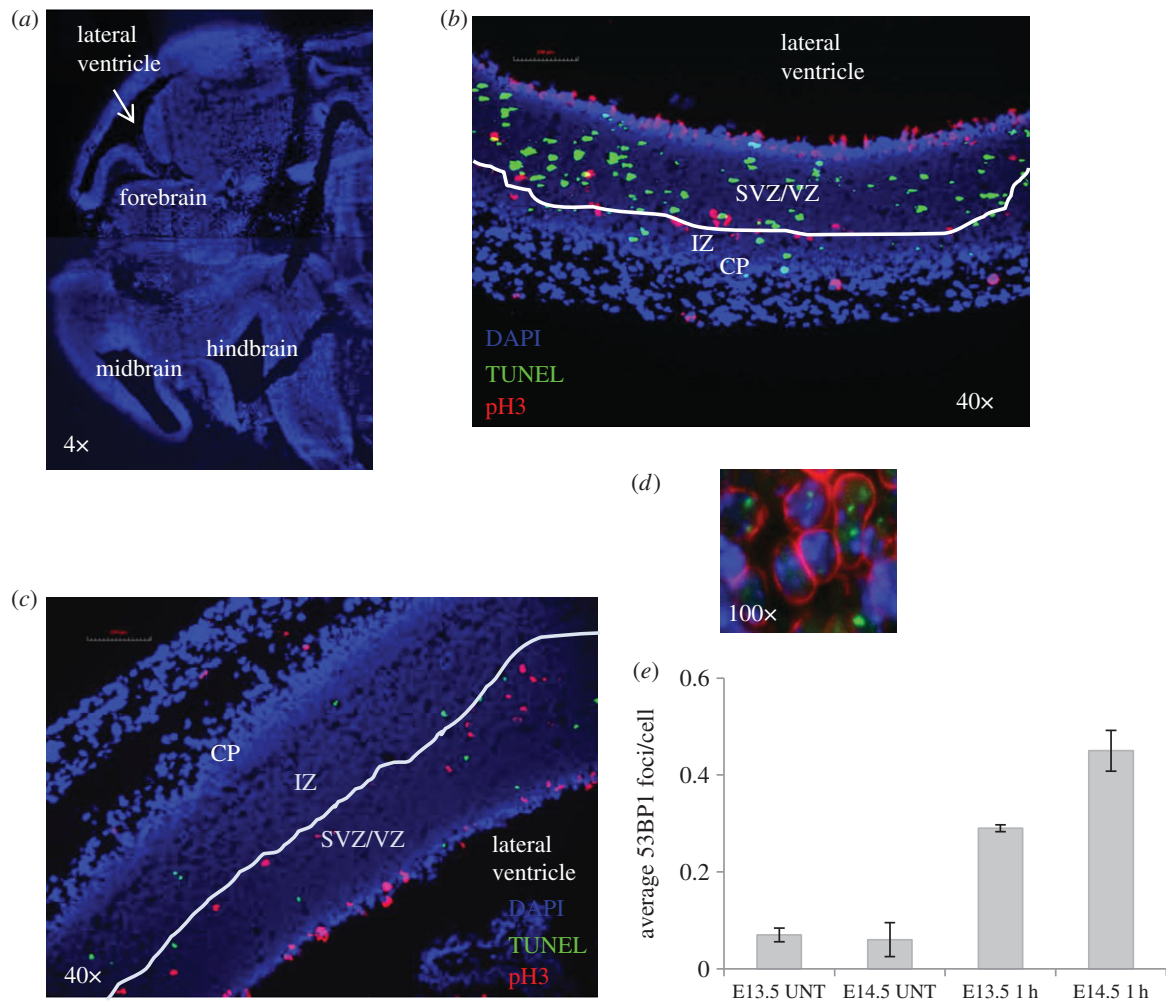 (a)
lateral
ventricle
forebrain
midbrain
hindbrain
4×
(b)
lateral
ventricle
SVZ/VZ
IZ
CP
DAPI
TUNEL
pH3
40×
(c)
CP
IZ
SVZ/VZ
lateral
ventricle
DAPI
TUNEL
pH3
40×
(d)
100×
(e)
average 53BP1 foci/cell
0.6
0.4
0.2
0
E13.5 UNT
E14.5 UNT
E13.5 1 h
E14.5 1 h